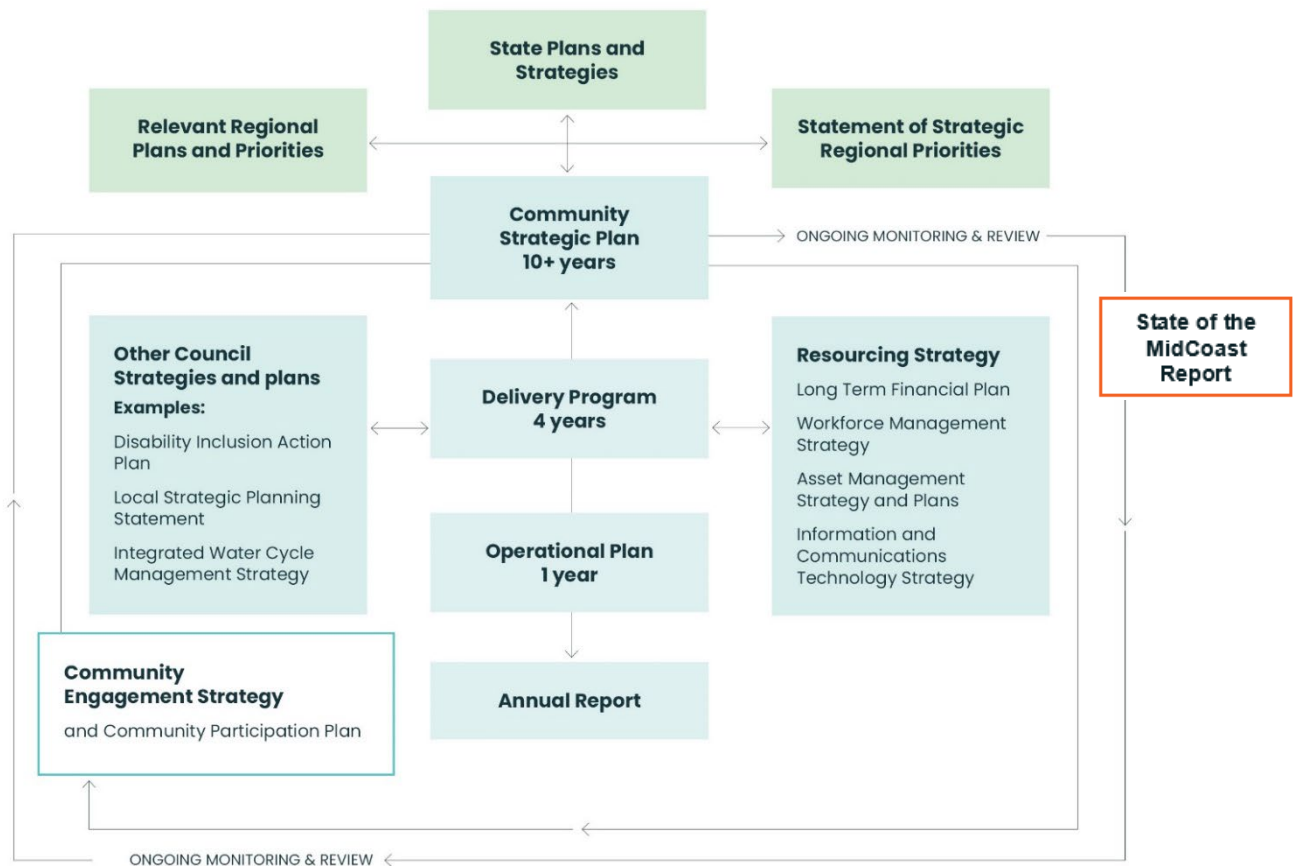 State Plans and
Strategies
Relevant Regional
Plans and Priorities
Statement of Strategic
Regional Priorities
Community
Strategic Plan
10+ years
ONGOING MONITORING & REVIEW
State of the
MidCoast
Report
Other Council
Strategies and plans
Examples:
Disability Inclusion Action
Plan
Local Strategic Planning
Statement
Integrated Water Cycle
Management Strategy
Delivery Program
4 years
Resourcing Strategy
Long Term Financial Plan
Workforce Management
Strategy
Asset Management
Strategy and Plans
Information and
Communications
Technology Strategy
Operational Plan
1 year
Community
Engagement Strategy
and Community Participation Plan
Annual Report
ONGOING MONITORING & REVIEW